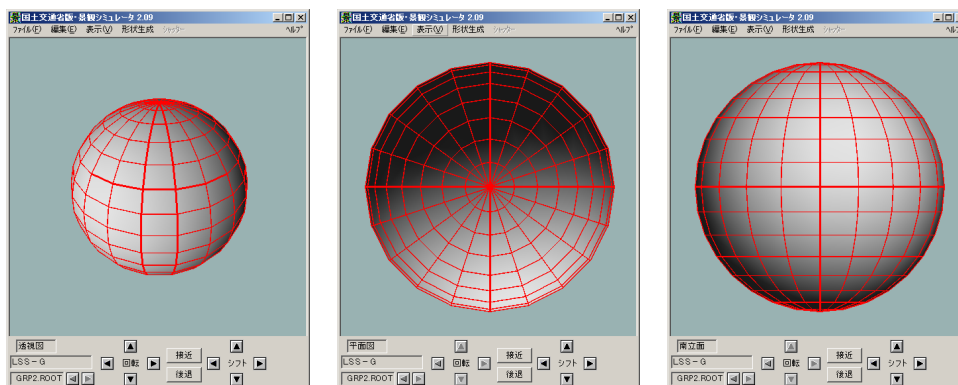 国土交通省版・景観シミュレータ 2.09
ファイル(F) 編集(E) 表示(V) 形状生成 シャッター ヘルプ
透視図
LSS-G
GRP2.ROOT
回転
接近
後退
シフト
国土交通省版・景観シミュレータ 2.09
ファイル(F) 編集(E) 表示(V) 形状生成 シャッター ヘルプ
平面図
LSS-G
GRP2.ROOT
回転
接近
後退
シフト
国土交通省版・景観シミュレータ 2.09
ファイル(F) 編集(E) 表示(V) 形状生成 シャッター ヘルプ
南立面
LSS-G
GRP2.ROOT
回転
接近
後退
シフト